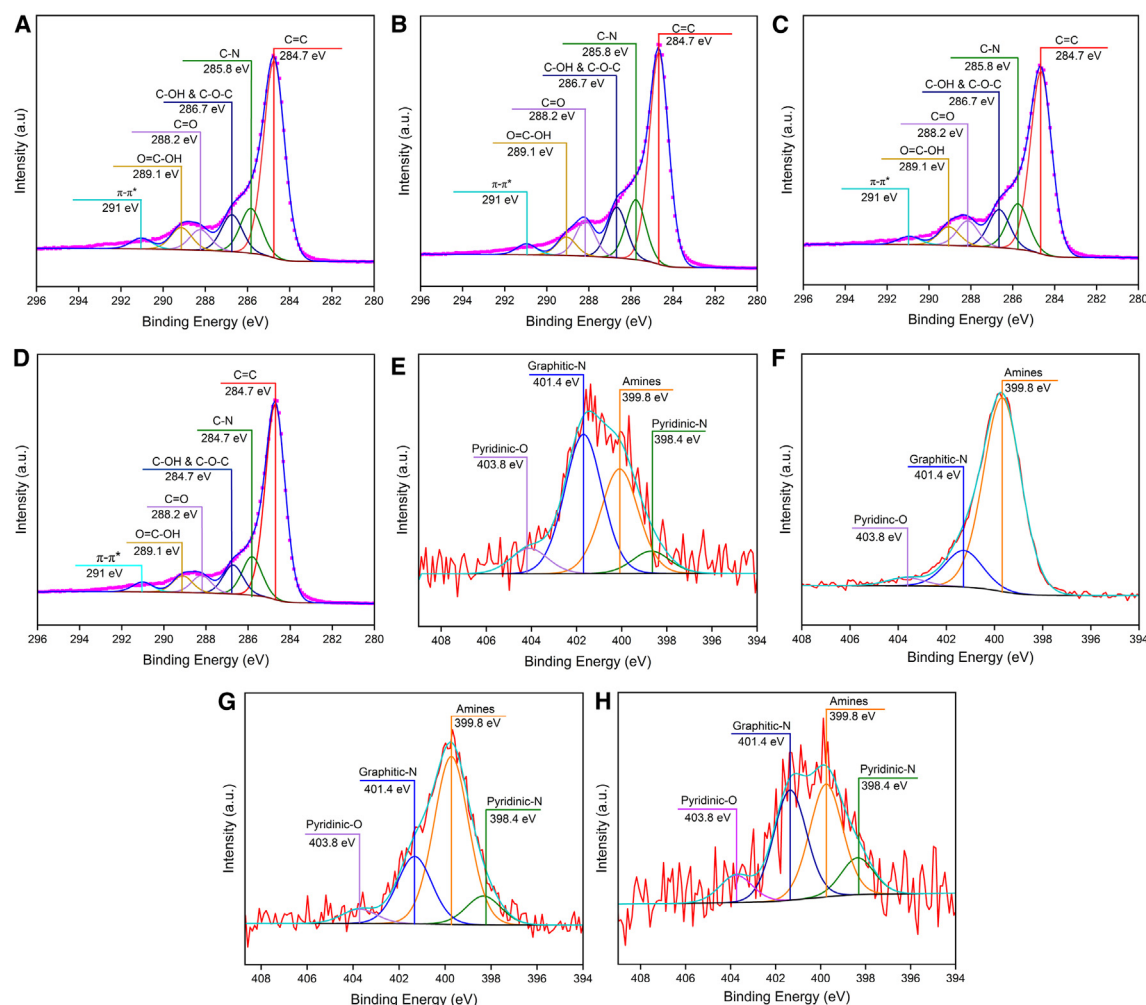 A
C=C
284.7 eV
C-N
285.8 eV
C-OH & C-O-C
286.7 eV
C=O
288.2 eV
O=C-OH
289.1 eV
π-π*
291 eV
Intensity (a.u)
296 294 292 290 288 286 284 282 280
Binding Energy (eV)
B
C=C
284.7 eV
C-N
285.8 eV
C-OH & C-O-C
286.7 eV
C=O
288.2 eV
O=C-OH
289.1 eV
π-π*
291 eV
Intensity (a.u.)
296 294 292 290 288 286 284 282 280
Binding Energy (eV)
C
C=C
284.7 eV
C-N
285.8 eV
C-OH & C-O-C
286.7 eV
C=O
288.2 eV
O=C-OH
289.1 eV
π-π*
291 eV
Intensity (a.u.)
296 294 292 290 288 286 284 282 280
Binding Energy (eV)
D
C=C
284.7 eV
C-N
284.7 eV
C-OH & C-O-C
284.7 eV
C=O
288.2 eV
O=C-OH
289.1 eV
π-π*
291 eV
Intensity (a.u.)
296 294 292 290 288 286 284 282 280
Binding Energy (eV)
E
Graphitic-N
401.4 eV
Amines
399.8 eV
Pyridinic-N
398.4 eV
Pyridinic-O
403.8 eV
Intensity (a.u.)
408 406 404 402 400 398 396 394
Binding Energy (eV)
F
Amines
399.8 eV
Graphitic-N
401.4 eV
Pyridinc-O
403.8 eV
Intensity (a.u.)
408 406 404 402 400 398 396 394
Binding Energy (eV)
G
Amines
399.8 eV
Graphitic-N
401.4 eV
Pyridinic-N
398.4 eV
Pyridinic-O
403.8 eV
Intensity (a.u.)
408 406 404 402 400 398 396 394
Binding Energy (eV)
H
Amines
399.8 eV
Graphitic-N
401.4 eV
Pyridinic-N
398.4 eV
Pyridinic-O
403.8 eV
Intensity (a.u.)
408 406 404 402 400 398 396 394
Binding Energy (eV)